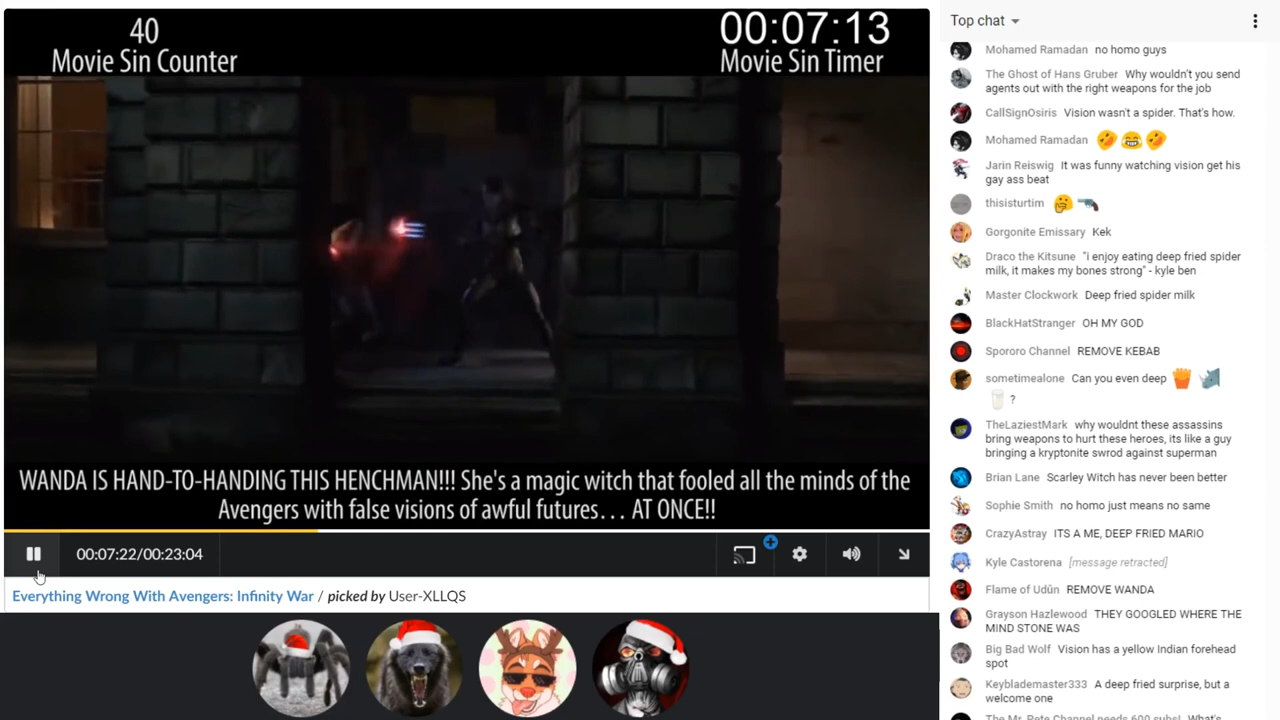 40
Movie Sin Counter
00:07:13
Movie Sin Timer
WANDA IS HAND-TO-HANDING THIS HENCHMAN!!! She's a magic witch that fooled all the minds of the
Avengers with false visions of awful futures... AT ONCE!!
00:07:22/00:23:04
Everything Wrong With Avengers: Infinity War / picked by User-XLLQS
Top chat
Mohamed Ramadan no homo guys
The Ghost of Hans Gruber Why wouldn't you send
agents out with the right weapons for the job
CallSignOsiris Vision wasn't a spider. That's how.
Mohamed Ramadan 🤣😂🤣
Jarin Reiswig It was funny watching vision get his
gay ass beat
thisisturtim 🤔🔫
Gorgonite Emissary Kek
Draco the Kitsune "i enjoy eating deep fried spider
milk, it makes my bones strong" - kyle ben
Master Clockwork Deep fried spider milk
BlackHatStranger OH MY GOD
Spororo Channel REMOVE KEBAB
sometimealone Can you even deep 🍟 🦏
🥛 ?
TheLaziestMark why wouldnt these assassins
bring weapons to hurt these heroes, its like a guy
bringing a kryptonite swrod against superman
Brian Lane Scarley Witch has never been better
Sophie Smith no homo just means no same
CrazyAstray ITS A ME, DEEP FRIED MARIO
Kyle Castorena [message retracted]
Flame of Udûn REMOVE WANDA
Grayson Hazlewood THEY GOOGLED WHERE THE
MIND STONE WAS
Big Bad Wolf Vision has a yellow Indian forehead
spot
Keyblademaster333 A deep fried surprise, but a
welcome one
The Mr. Pete Channel needs 600 subs! What's